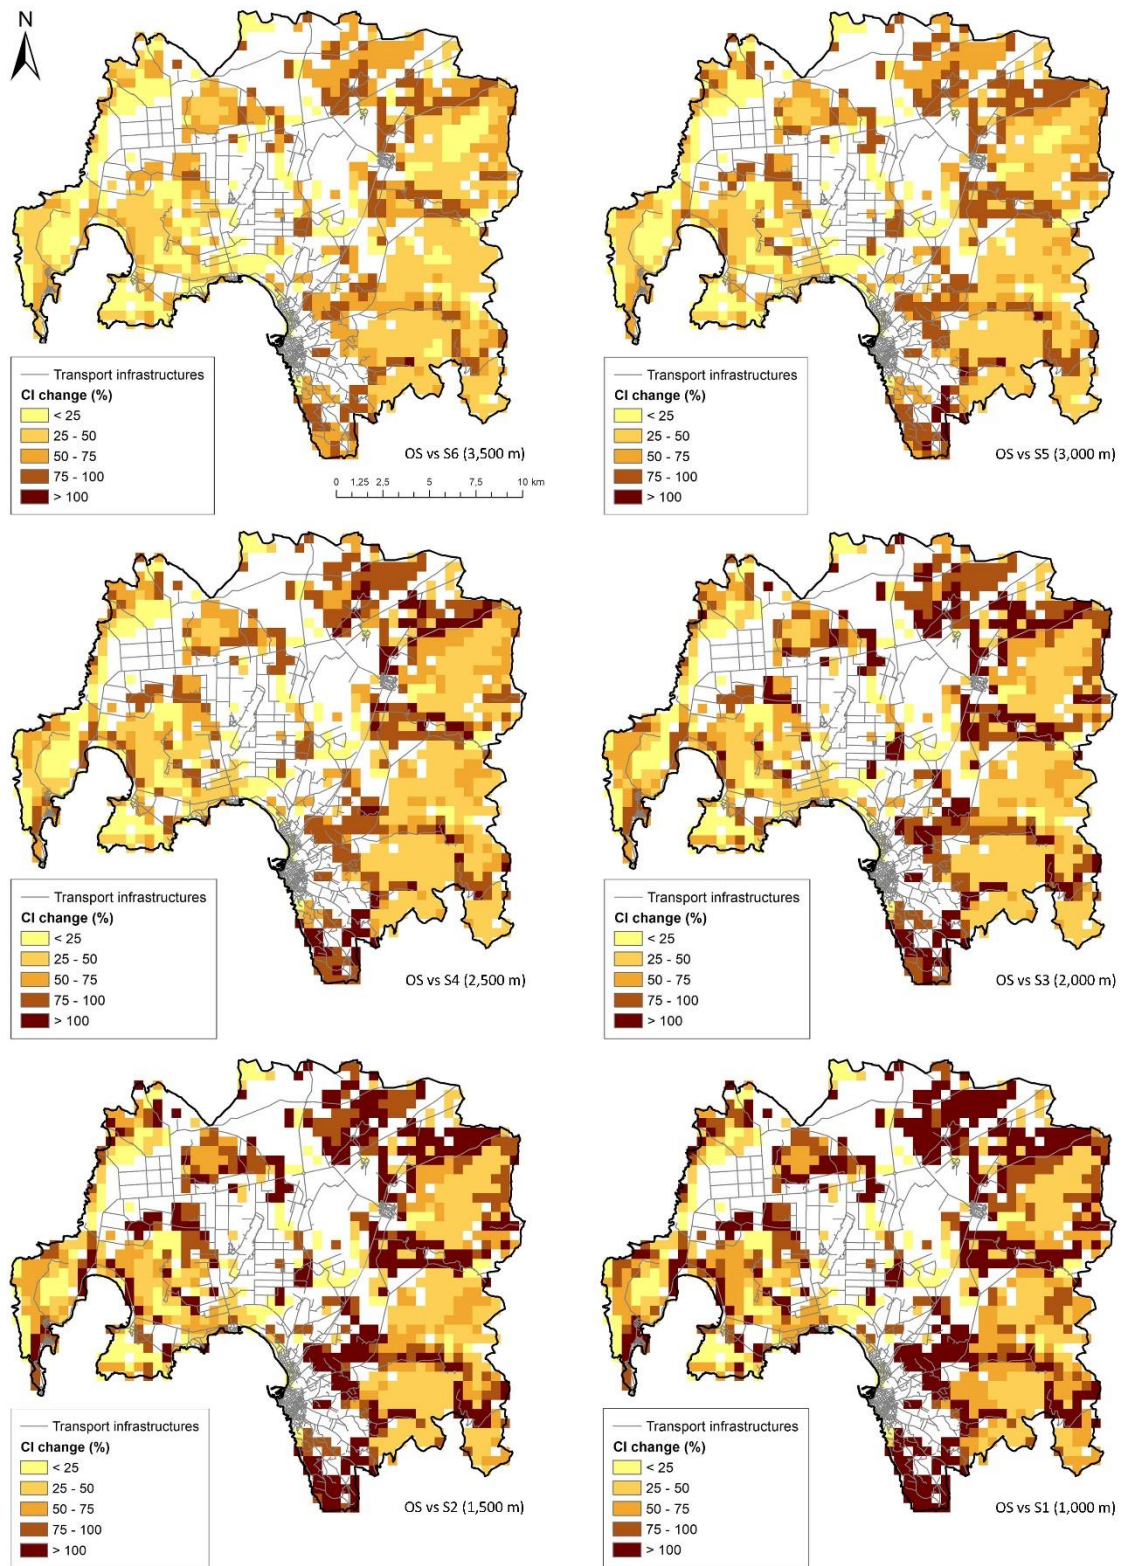 N
Transport infrastructures
CI change (%)
< 25
25 - 50
50 - 75
75 - 100
> 100
OS vs S6 (3,500 m)
0 1,25 2,5 5 7,5 10 km
Transport infrastructures
CI change (%)
< 25
25 - 50
50 - 75
75 - 100
> 100
OS vs S5 (3,000 m)
Transport infrastructures
CI change (%)
< 25
25 - 50
50 - 75
75 - 100
> 100
OS vs S4 (2,500 m)
Transport infrastructures
CI change (%)
< 25
25 - 50
50 - 75
75 - 100
> 100
OS vs S3 (2,000 m)
Transport infrastructures
CI change (%)
< 25
25 - 50
50 - 75
75 - 100
> 100
OS vs S2 (1,500 m)
Transport infrastructures
CI change (%)
< 25
25 - 50
50 - 75
75 - 100
> 100
OS vs S1 (1,000 m)